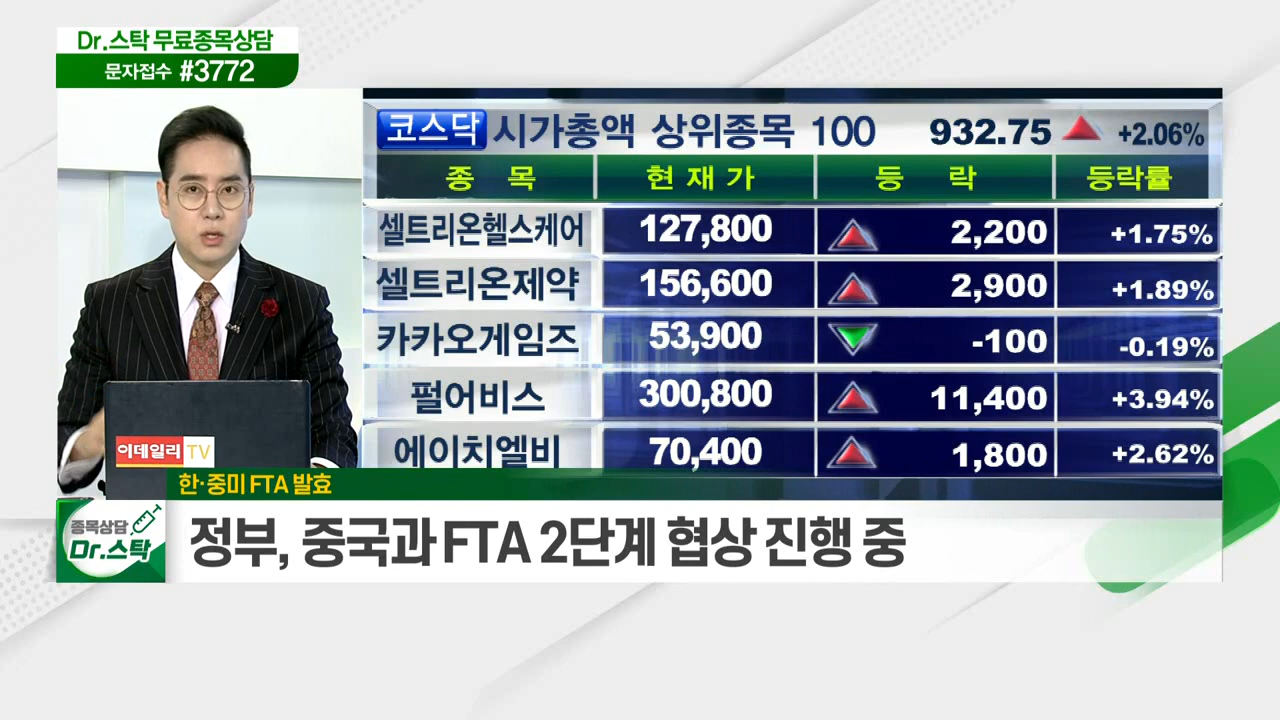 Dr.스탁 무료종목상담
문자접수 #3772
코스닥 시가총액 상위종목 100 932.75 +2.06%
종 목 현 재 가 등 락 등락률
셀트리온헬스케어 127,800 2,200 +1.75%
셀트리온제약 156,600 2,900 +1.89%
카카오게임즈 53,900 -100 -0.19%
펄어비스 300,800 11,400 +3.94%
에이치엘비 70,400 1,800 +2.62%
이데일리 TV
한·중미 FTA 발효
종목상담
Dr.스탁
정부, 중국과 FTA 2단계 협상 진행 중